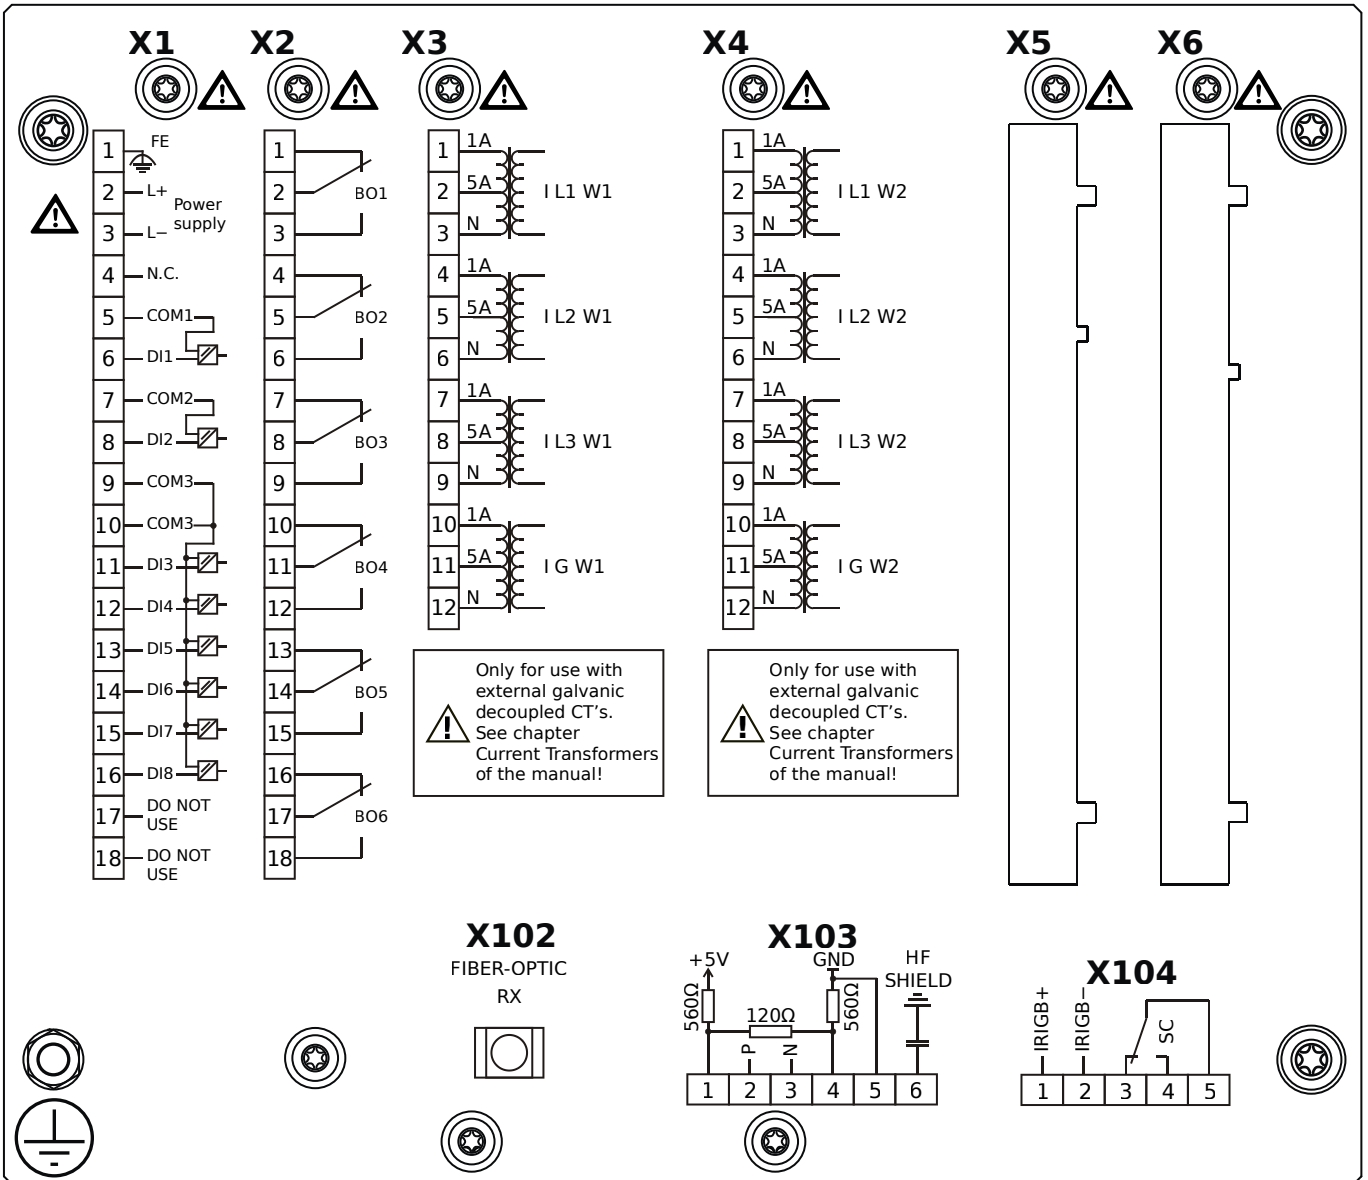 X1
X2
X3
X4
X5
X6
1
FE
2
L+
Power
supply
3
L−
4
N.C.
5
COM1
6
DI1
7
COM2
8
DI2
9
COM3
10
COM3
11
DI3
12
DI4
13
DI5
14
DI6
15
DI7
16
DI8
17
DO NOT
USE
18
DO NOT
USE
1
2
BO1
3
4
5
BO2
6
7
8
BO3
9
10
11
BO4
12
13
14
BO5
15
16
17
BO6
18
1
1A
2
5A
I L1 W1
3
N
4
1A
5
5A
I L2 W1
6
N
7
1A
8
5A
I L3 W1
9
N
10
1A
11
5A
I G W1
12
N
Only for use with
external galvanic
decoupled CT's.
See chapter
Current Transformers
of the manual!
1
1A
2
5A
I L1 W2
3
N
4
1A
5
5A
I L2 W2
6
N
7
1A
8
5A
I L3 W2
9
N
10
1A
11
5A
I G W2
12
N
Only for use with
external galvanic
decoupled CT's.
See chapter
Current Transformers
of the manual!
X102
FIBER-OPTIC
RX
X103
+5V
GND
HF
SHIELD
560Ω
120Ω
560Ω
P
N
1 2 3 4 5 6
X104
IRIGB+
IRIGB−
SC
1 2 3 4 5